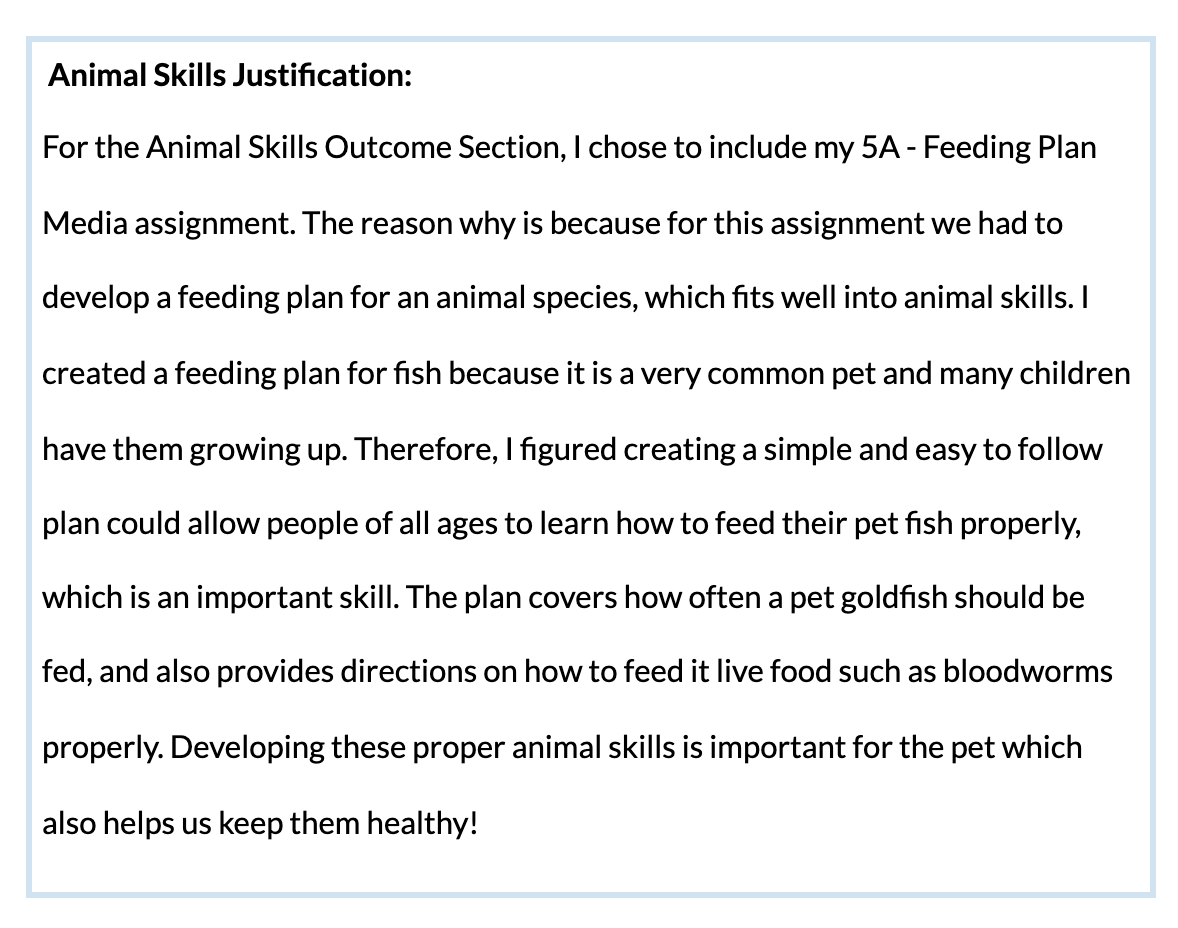 Animal Skills Justification:
For the Animal Skills Outcome Section, I chose to include my 5A - Feeding Plan
Media assignment. The reason why is because for this assignment we had to
develop a feeding plan for an animal species, which fits well into animal skills. I
created a feeding plan for fish because it is a very common pet and many children
have them growing up. Therefore, I figured creating a simple and easy to follow
plan could allow people of all ages to learn how to feed their pet fish properly,
which is an important skill. The plan covers how often a pet goldfish should be
fed, and also provides directions on how to feed it live food such as bloodworms
properly. Developing these proper animal skills is important for the pet which
also helps us keep them healthy!